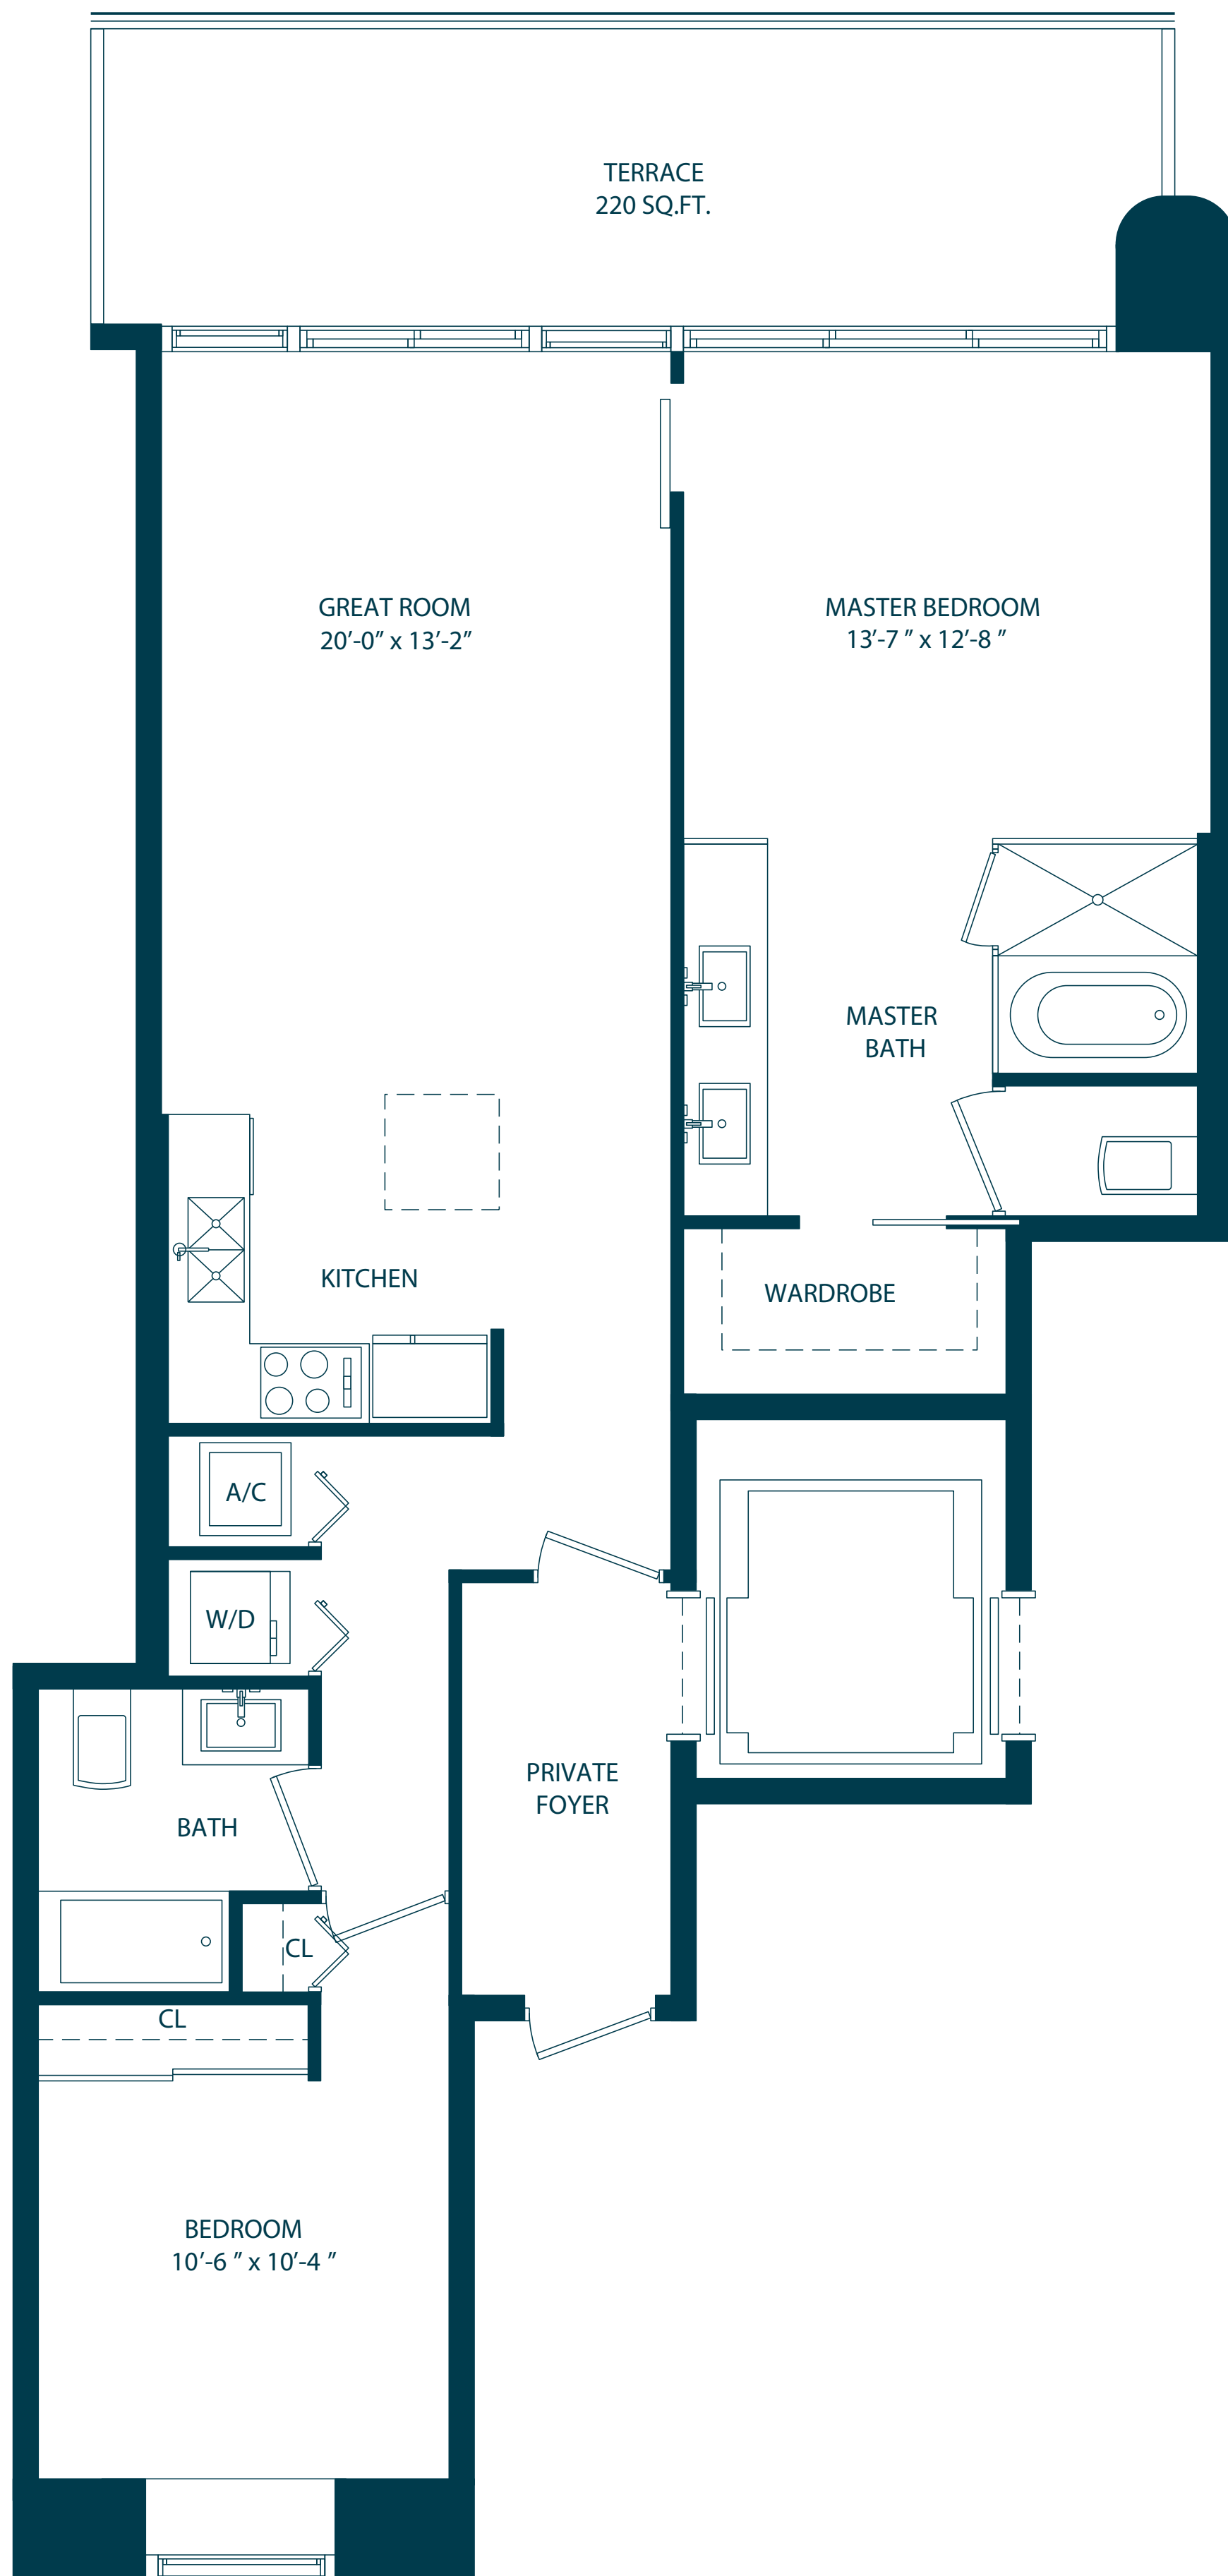 TERRACE
220 SQ.FT.
GREAT ROOM
20’-0” x 13’-2”
MASTER BEDROOM
13’-7 ” x 12’-8 ”
MASTER
BATH
KITCHEN
WARDROBE
A/C
W/D
PRIVATE
FOYER
BATH
CL
CL
BEDROOM
10’-6 ” x 10’-4 ”